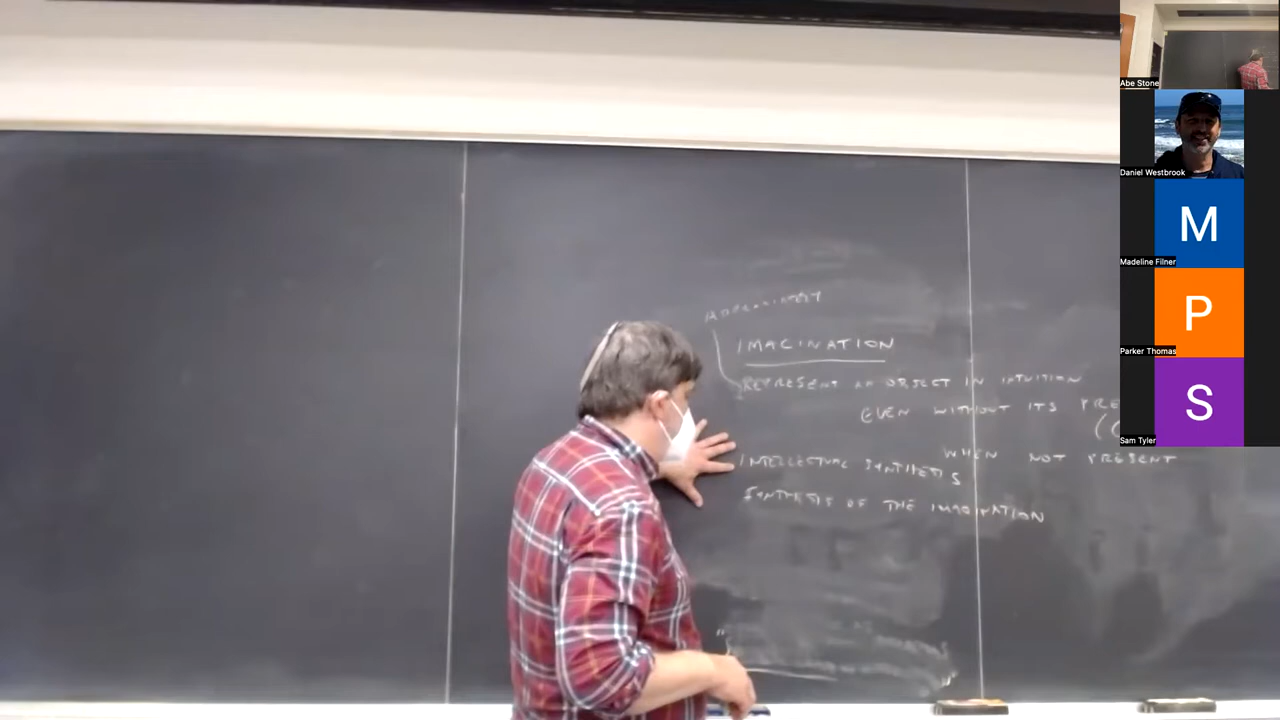 IMAGINATION
REPRESENT AN OBJECT IN INTUITION
EVEN WITHOUT ITS PRE
WHEN NOT PRESENT
INTELLECTUAL SYNTHESIS
SYNTHESIS OF THE IMAGINATION
Abe Stone
Daniel Westbrook
M
Madeline Filner
P
Parker Thomas
S
Sam Tyler